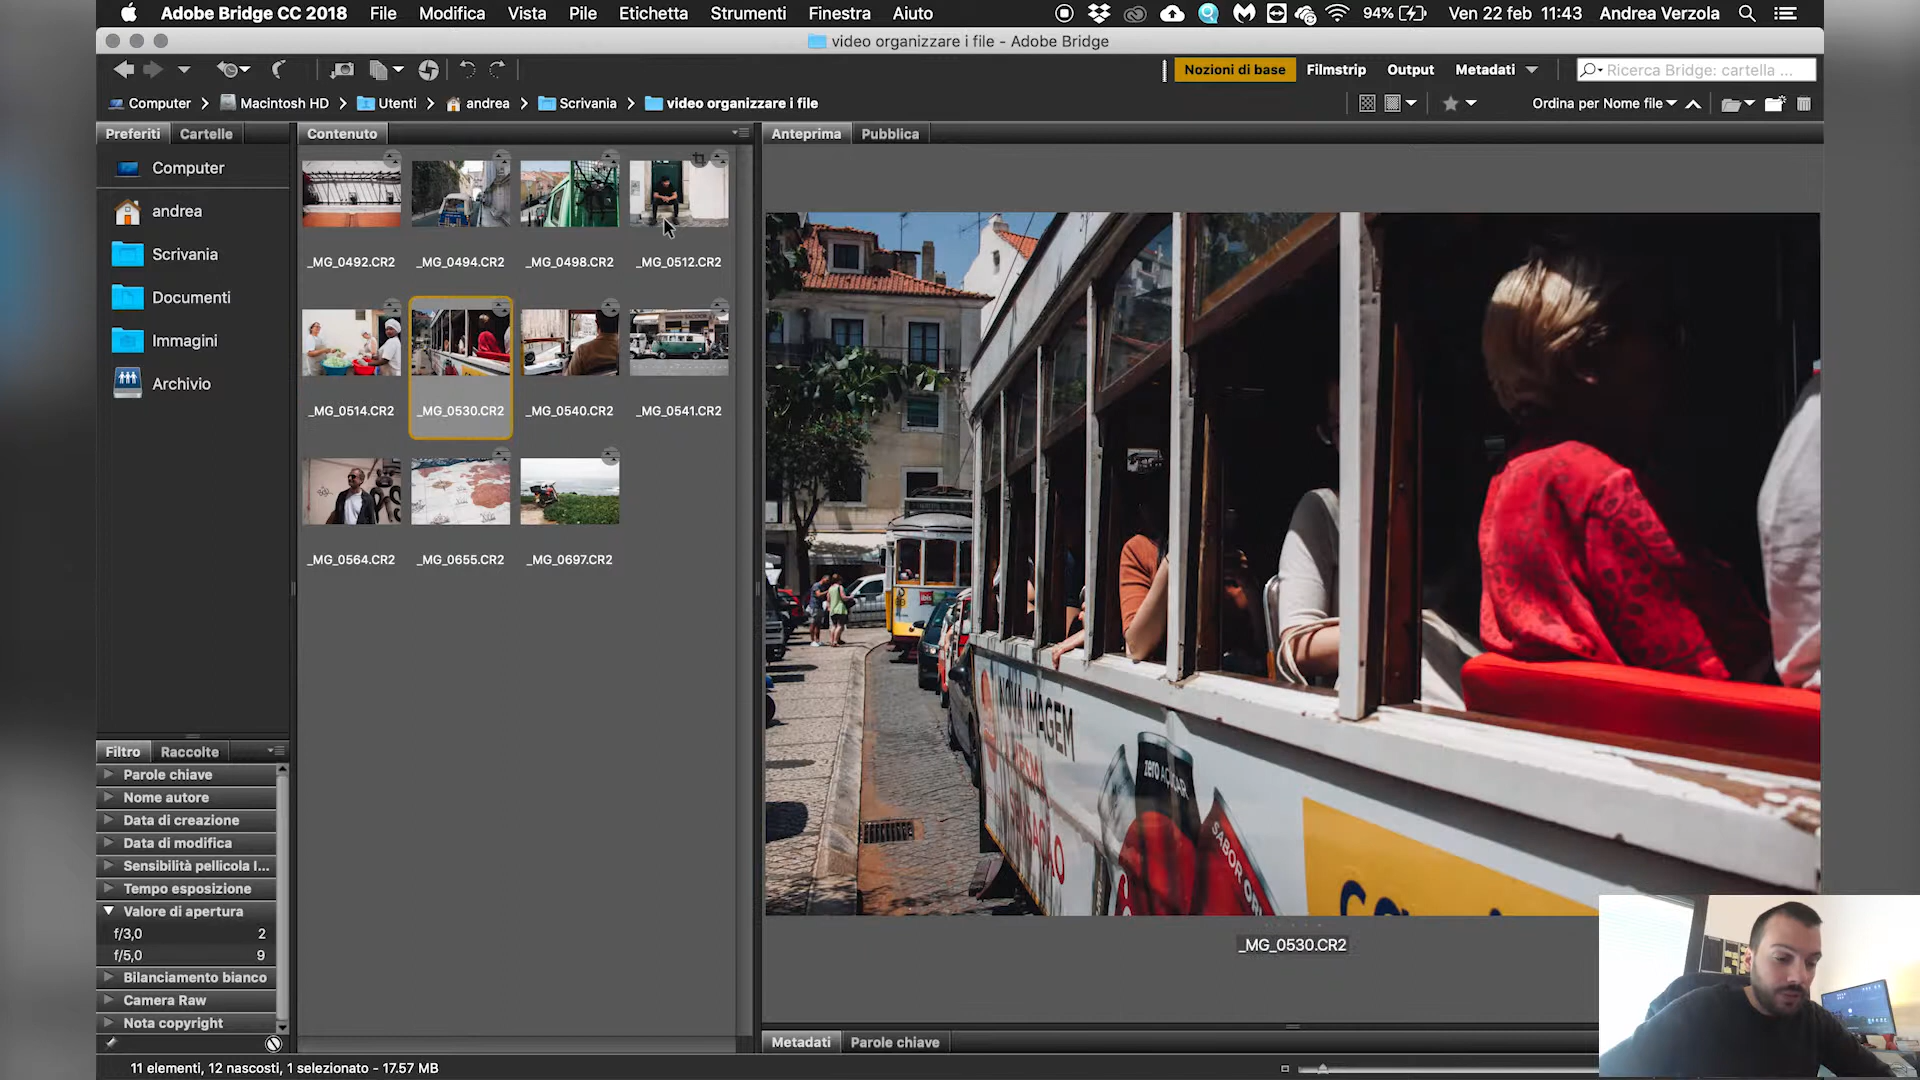 Adobe Bridge CC 2018 File Modifica Vista Pile Etichetta Strumenti Finestra Aiuto 94% Ven 22 feb 11:43 Andrea Verzola
video organizzare i file - Adobe Bridge
Nozioni di base Filmstrip Output Metadati Ricerca Bridge: cartella ...
Computer Macintosh HD Utenti andrea Scrivania video organizzare i file Ordina per Nome file
Preferiti Cartelle Contenuto Anteprima Pubblica
Computer
andrea
Scrivania
Documenti
Immagini
Archivio
_MG_0492.CR2 _MG_0494.CR2 _MG_0498.CR2 _MG_0512.CR2
_MG_0514.CR2 _MG_0530.CR2 _MG_0540.CR2 _MG_0541.CR2
_MG_0564.CR2 _MG_0655.CR2 _MG_0697.CR2
NOVA IMAGEM
zero AÇÚCAR
SABOR
ibis
_MG_0530.CR2
Filtro Raccolte
Parole chiave
Nome autore
Data di creazione
Data di modifica
Sensibilità pellicola I...
Tempo esposizione
Valore di apertura
f/3,0 2
f/5,0 9
Bilanciamento bianco
Camera Raw
Nota copyright
Metadati Parole chiave
11 elementi, 12 nascosti, 1 selezionato - 17.57 MB